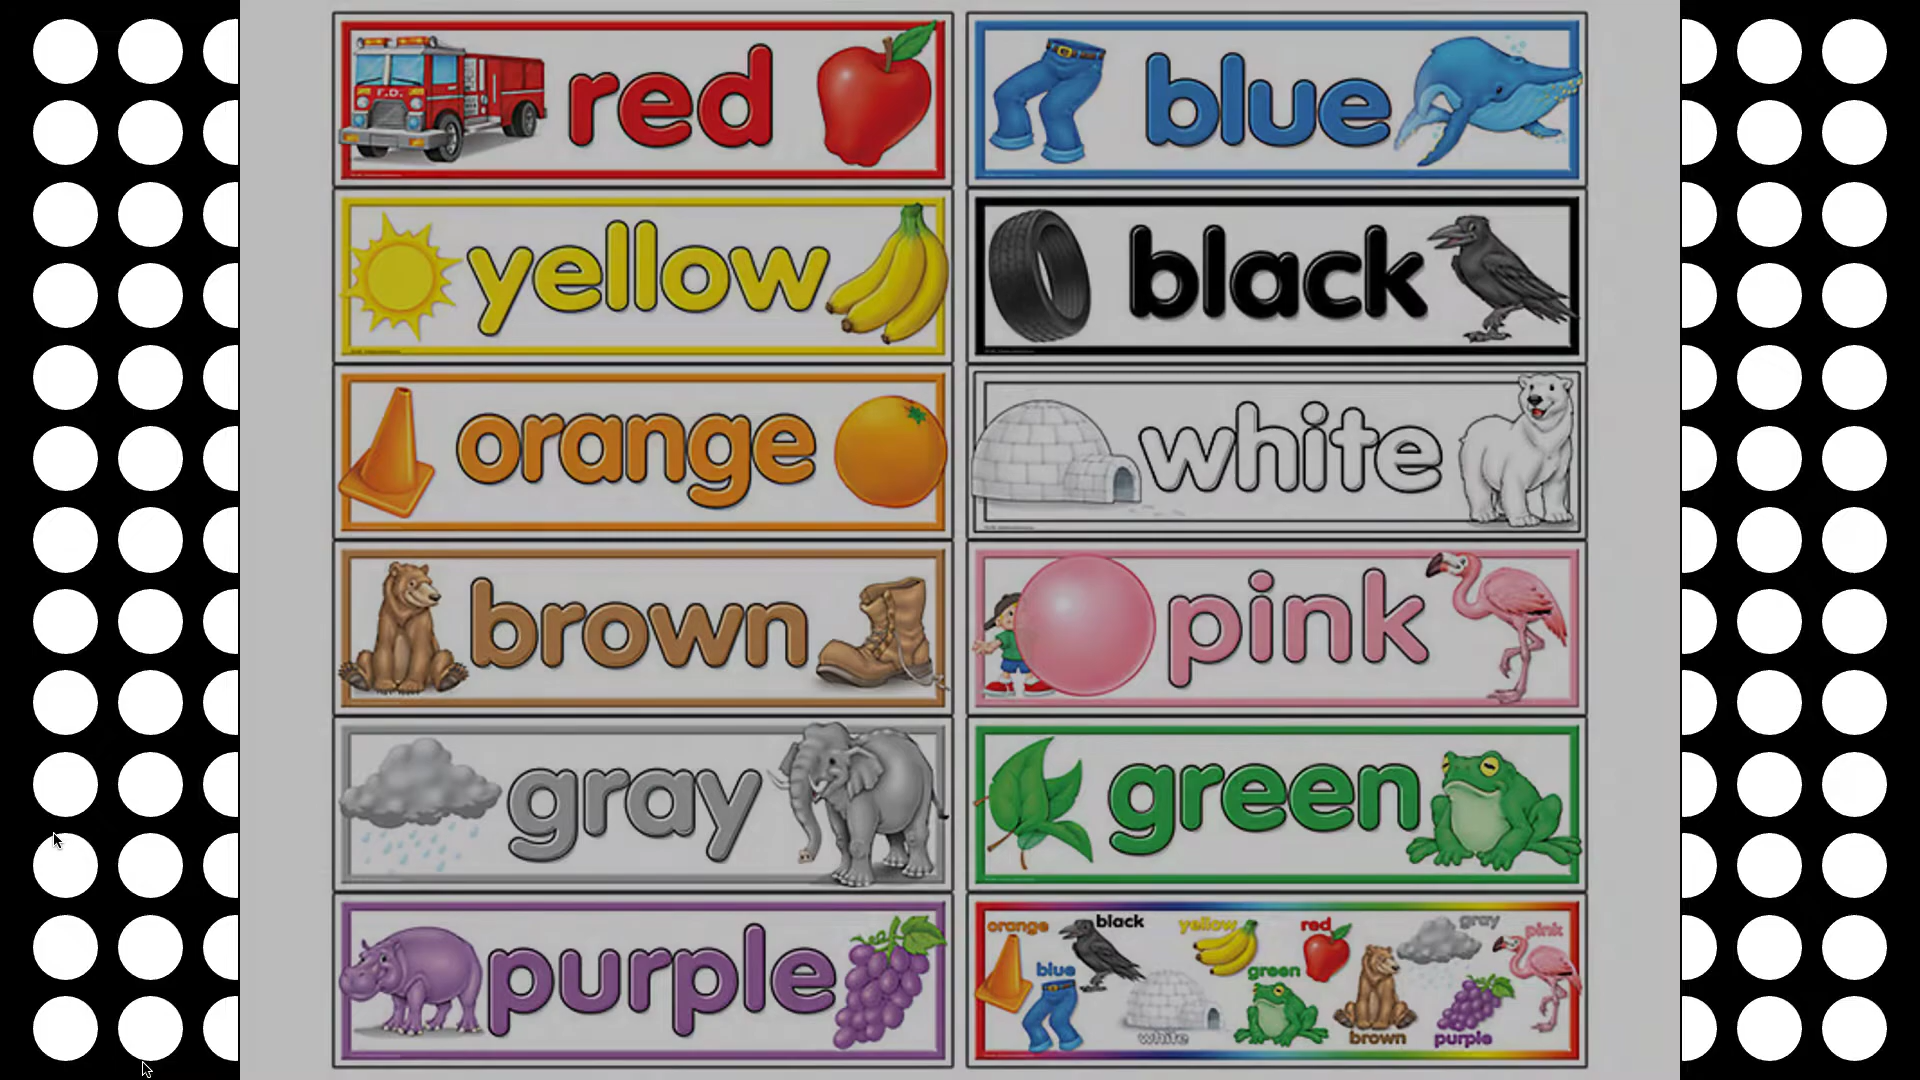 F.D.
red
blue
yellow
black
orange
white
brown
pink
gray
green
purple
orange
black
yellow
red
gray
pink
blue
green
white
brown
purple